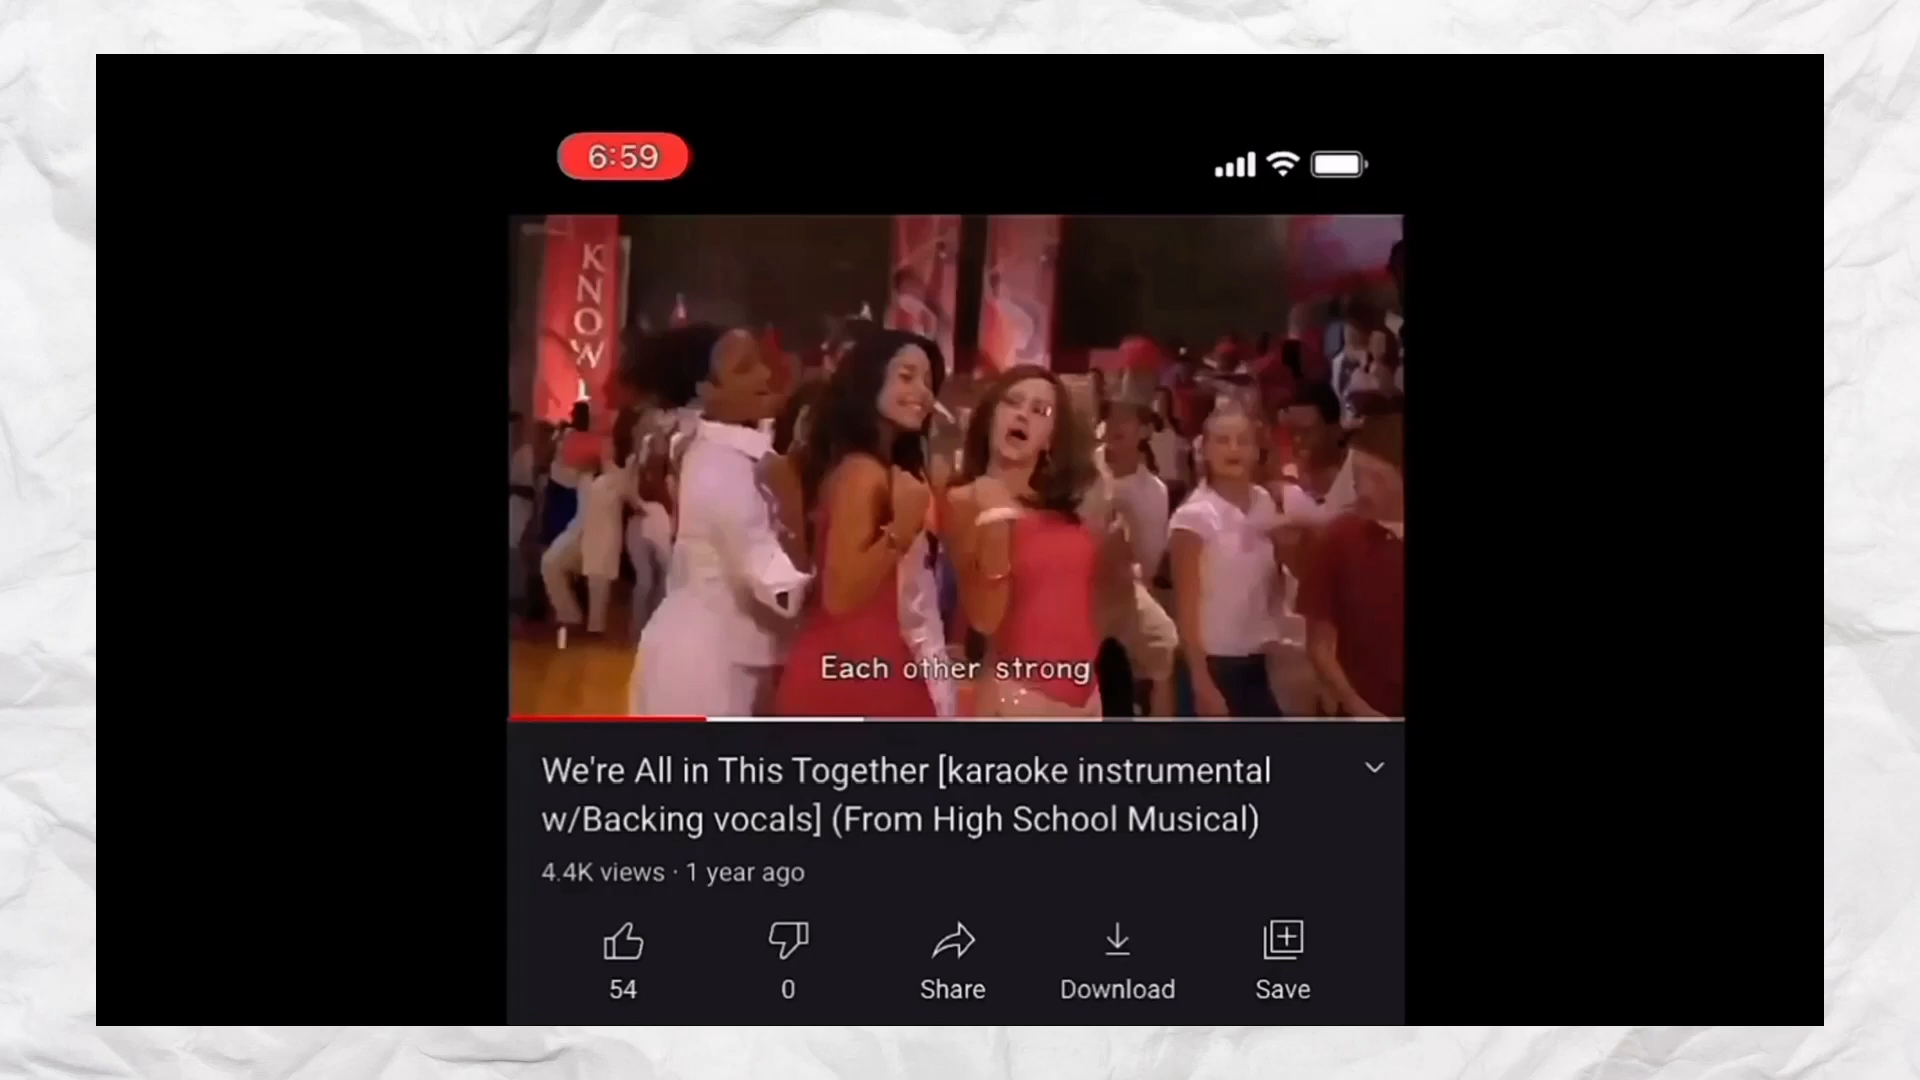 6:59
KNOW
Each other strong
We're All in This Together [karaoke instrumental
w/Backing vocals] (From High School Musical)
4.4K views · 1 year ago
54
0
Share
Download
Save